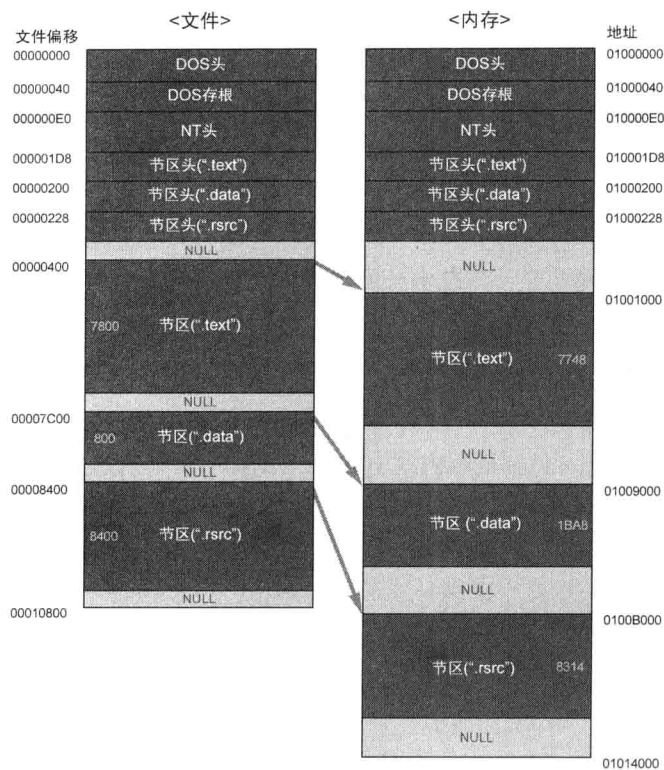 <文件>
文件偏移
00000000
DOS头
00000040
DOS存根
000000E0
NT头
000001D8
节区头(“.text”)
00000200
节区头(“.data”)
00000228
节区头(“.rsrc”)
NULL
00000400
7800 节区(“.text”)
NULL
00007C00
800 节区(“.data”)
NULL
00008400
8400 节区(“.rsrc”)
NULL
00010800
<内存>
地址
01000000
DOS头
01000040
DOS存根
010000E0
NT头
010001D8
节区头(“.text”)
01000200
节区头(“.data”)
01000228
节区头(“.rsrc”)
NULL
01001000
节区(“.text”) 7748
NULL
01009000
节区 (“.data”) 1BA8
NULL
0100B000
节区(“.rsrc”) 8314
NULL
01014000